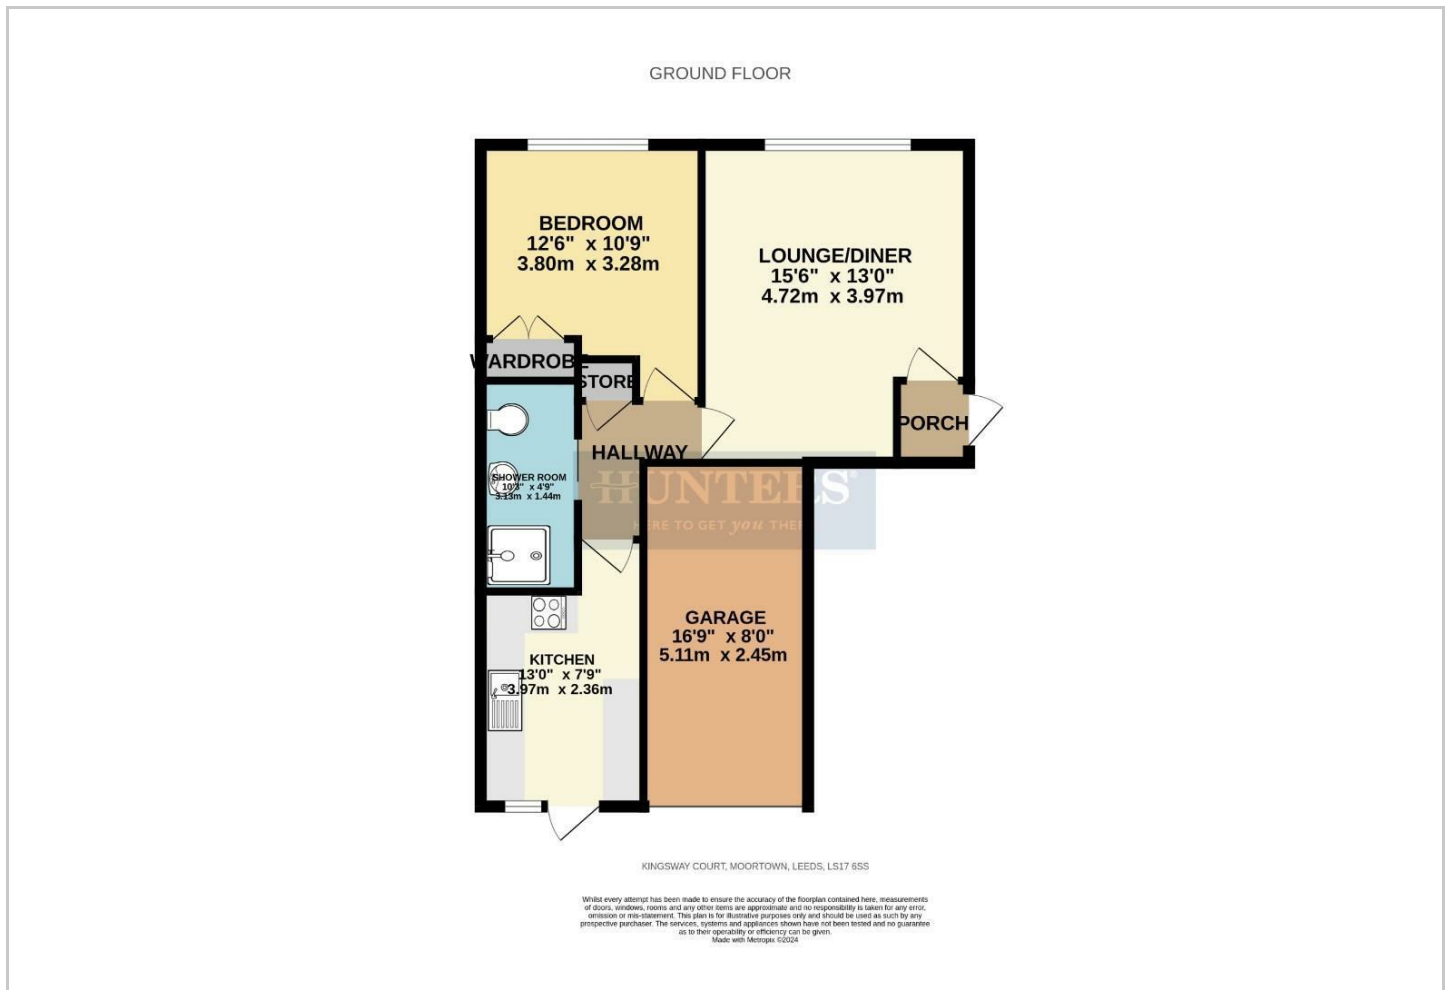 GROUND FLOOR
BEDROOM
12'6" x 10'9"
3.80m x 3.28m
LOUNGE/DINER
15'6" x 13'0"
4.72m x 3.97m
WARDROBE
STORE
PORCH
HALLWAY
SHOWER ROOM
10'3" x 4'9"
3.13m x 1.44m
HUNTERS®
HERE TO GET you THERE
GARAGE
16'9" x 8'0"
5.11m x 2.45m
KITCHEN
13'0" x 7'9"
3.97m x 2.36m
KINGSWAY COURT, MOORTOWN, LEEDS, LS17 6SS
Whilst every attempt has been made to ensure the accuracy of the floorplan contained here, measurements
of doors, windows, rooms and any other items are approximate and no responsibility is taken for any error,
omission or mis-statement. This plan is for illustrative purposes only and should be used as such by any
prospective purchaser. The services, systems and appliances shown have not been tested and no guarantee
as to their operability or efficiency can be given.
Made with Metropix ©2024